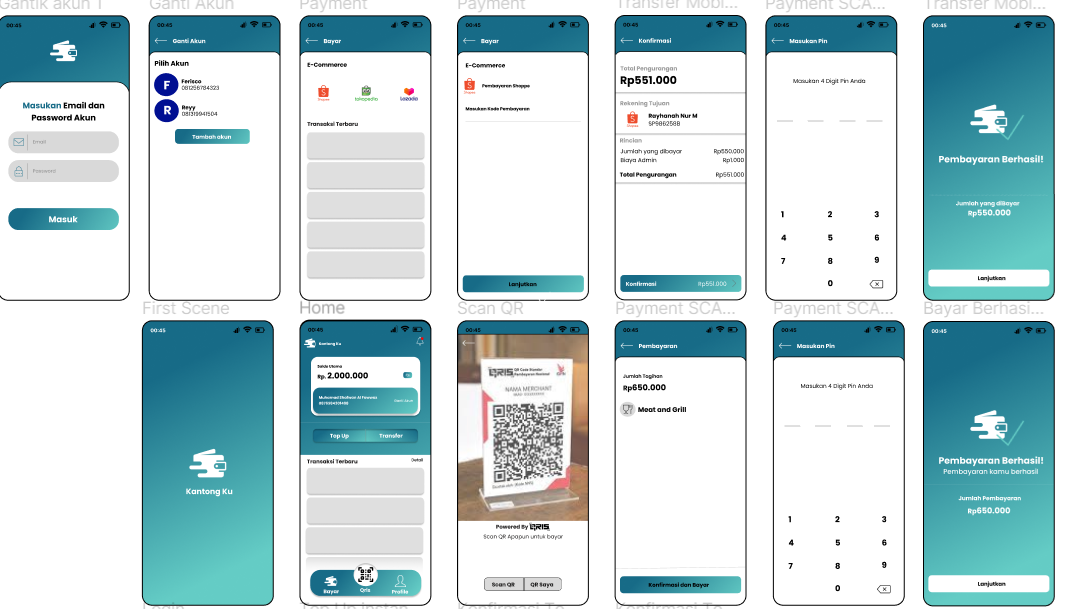 Gantik akun 1
00:45
Masukan Email dan
Password Akun
Email
Password
Masuk
Ganti Akun
00:45
Ganti Akun
Pilih Akun
F
Ferisco
081256784323
R
Reyy
081319941504
Tambah akun
Payment
00:45
Bayar
E-Commerce
Shopee
tokopedia
Lazada
Transaksi Terbaru
Payment
00:45
Bayar
E-Commerce
Shopee
Pembayaran Shoppe
Masukan Kode Pembayaran
Lanjutkan
Transfer Mobi...
00:45
Konfirmasi
Total Pengurangan
Rp551.000
Rekening Tujuan
Shopee
Rayhanah Nur M
SP986258B
Rincian
Jumlah yang dibayar Rp550.000
Biaya Admin Rp1.000
Total Pengurangan Rp551.000
Konfirmasi Rp551.000
Payment SCA...
00:45
Masukan Pin
Masukan 4 Digit Pin Anda
1 2 3
4 5 6
7 8 9
0
Transfer Mobi...
00:45
Pembayaran Berhasil!
Jumlah yang diBayar
Rp550.000
Lanjutkan
First Scene
00:45
Kantong Ku
Home
00:45
Kantong Ku
Saldo Utama
Rp. 2.000.000
Ganti Akun
Top Up Transfer
Transaksi Terbaru Detail
Bayar Qris Profile
Scan QR
00:45
QRIS QR Code Standar
Pembayaran Nasional
NAMA MERCHANT
Powered By QRIS
Scan QR Apapun untuk bayar
Scan QR QR Saya
Payment SCA...
00:45
Pembayaran
Jumlah Tagihan
Rp650.000
Meat and Grill
Konfirmasi dan Bayar
Payment SCA...
00:45
Masukan Pin
Masukan 4 Digit Pin Anda
1 2 3
4 5 6
7 8 9
0
Bayar Berhasi...
00:45
Pembayaran Berhasil!
Pembayaran kamu berhasil
Jumlah Pembayaran
Rp650.000
Lanjutkan